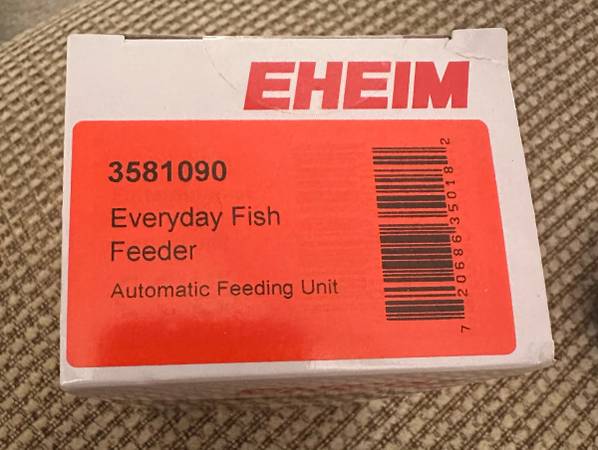 EHEIM
3581090
Everyday Fish
Feeder
Automatic Feeding Unit
7 20686 35018 2